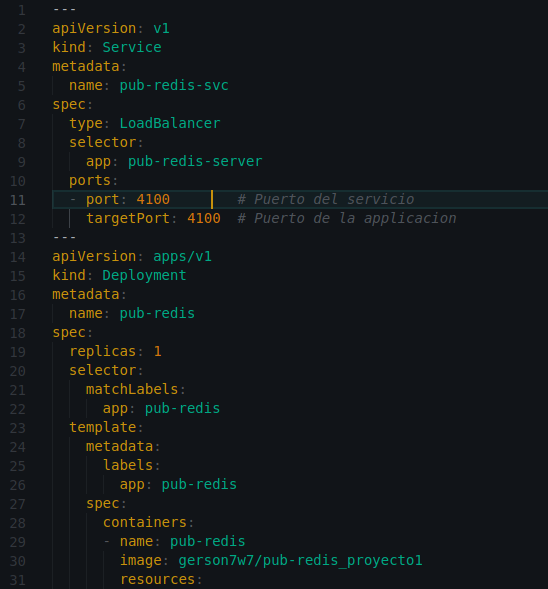 1 ---
2 apiVersion: v1
3 kind: Service
4 metadata:
5   name: pub-redis-svc
6 spec:
7   type: LoadBalancer
8   selector:
9     app: pub-redis-server
10   ports:
11   - port: 4100        # Puerto del servicio
12     targetPort: 4100  # Puerto de la applicacion
13 ---
14 apiVersion: apps/v1
15 kind: Deployment
16 metadata:
17   name: pub-redis
18 spec:
19   replicas: 1
20   selector:
21     matchLabels:
22       app: pub-redis
23   template:
24     metadata:
25       labels:
26         app: pub-redis
27     spec:
28       containers:
29       - name: pub-redis
30         image: gerson7w7/pub-redis_proyecto1
31         resources: